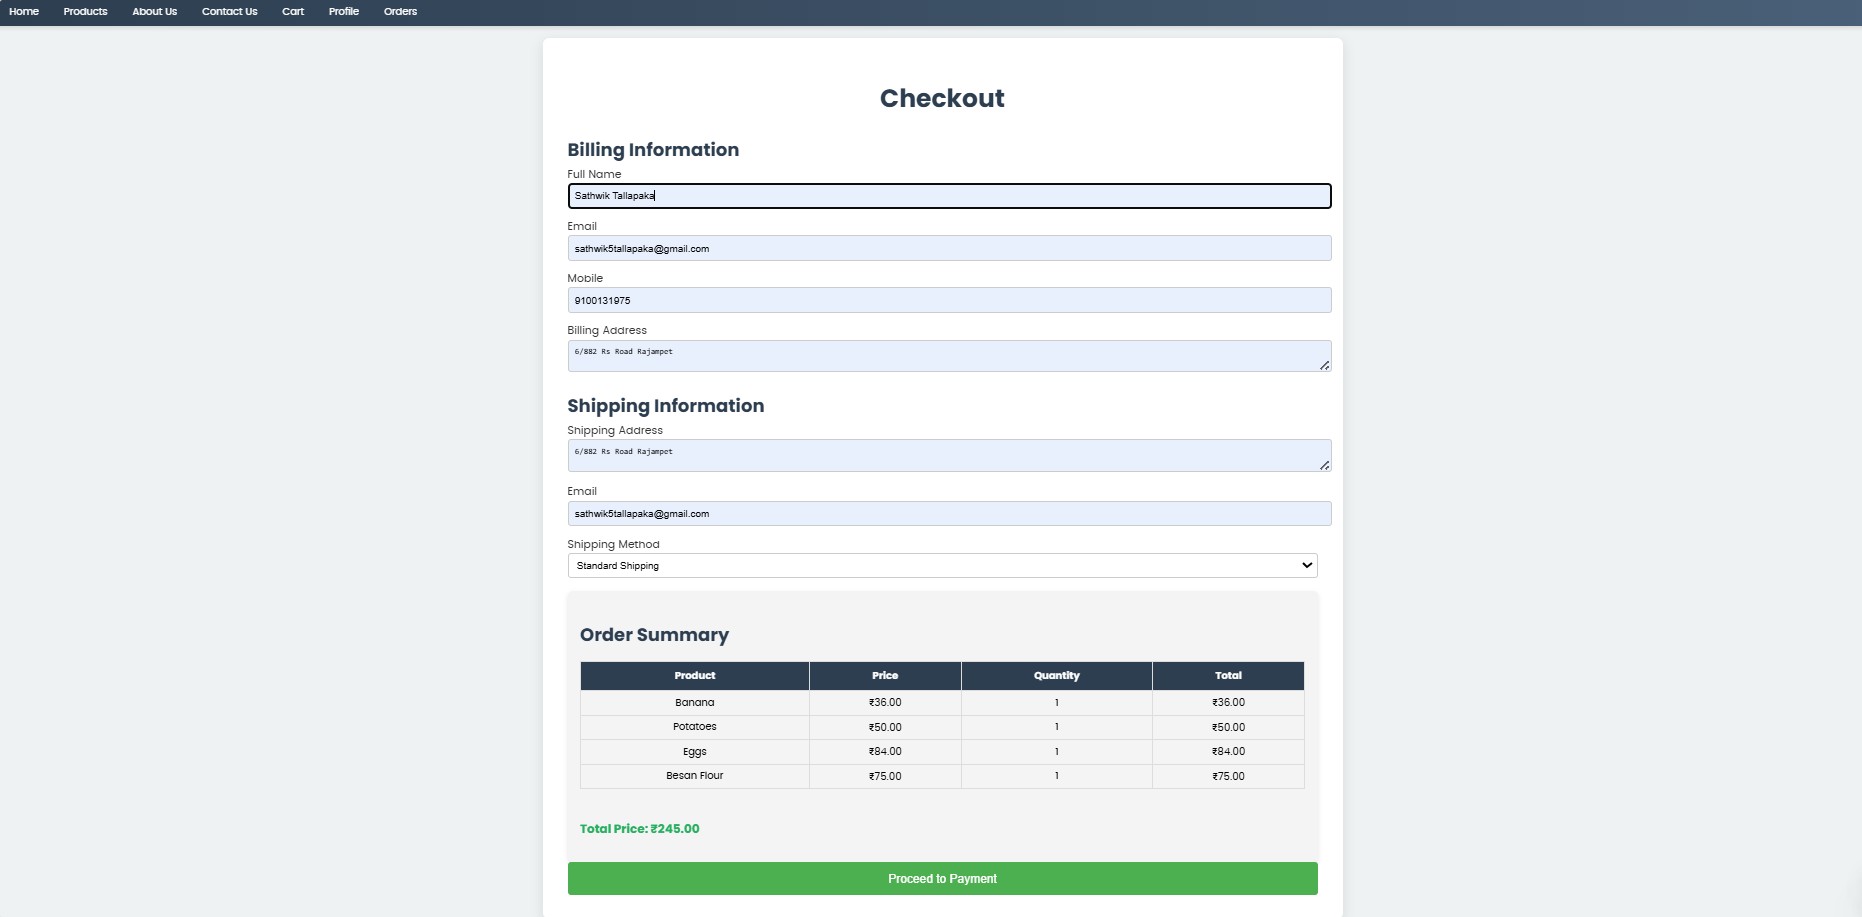 Home Products About Us Contact Us Cart Profile Orders
Checkout
Billing Information
Full Name
Sathwik Tallapaka
Email
sathwik5tallapaka@gmail.com
Mobile
9100131975
Billing Address
6/882 Rs Road Rajampet
Shipping Information
Shipping Address
6/882 Rs Road Rajampet
Email
sathwik5tallapaka@gmail.com
Shipping Method
Standard Shipping
Order Summary
Product Price Quantity Total
Banana ₹36.00 1 ₹36.00
Potatoes ₹50.00 1 ₹50.00
Eggs ₹84.00 1 ₹84.00
Besan Flour ₹75.00 1 ₹75.00
Total Price: ₹245.00
Proceed to Payment